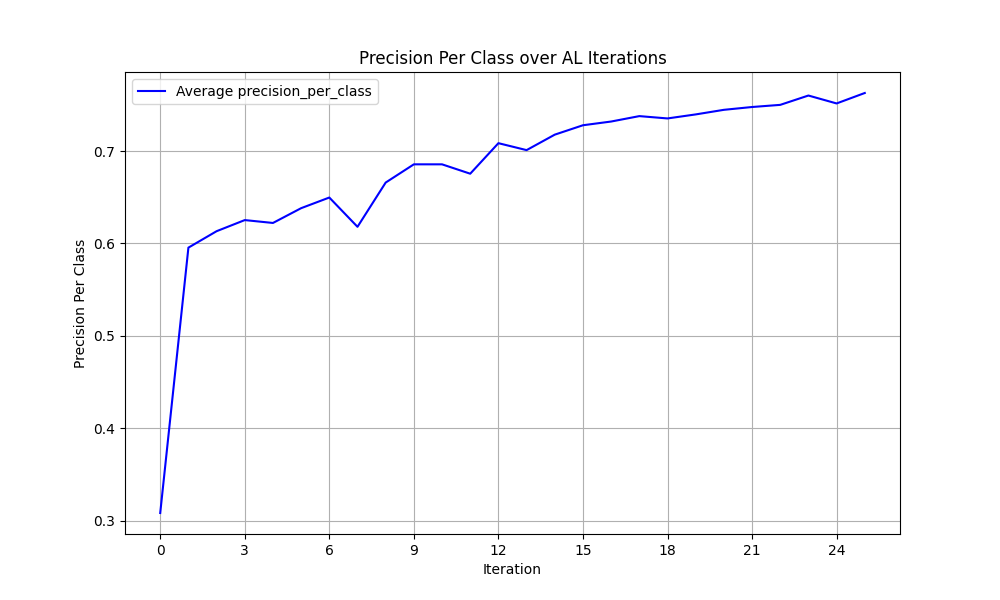 Precision Per Class over AL Iterations
Average precision_per_class
Precision Per Class
0.7
0.6
0.5
0.4
0.3
0 3 6 9 12 15 18 21 24
Iteration